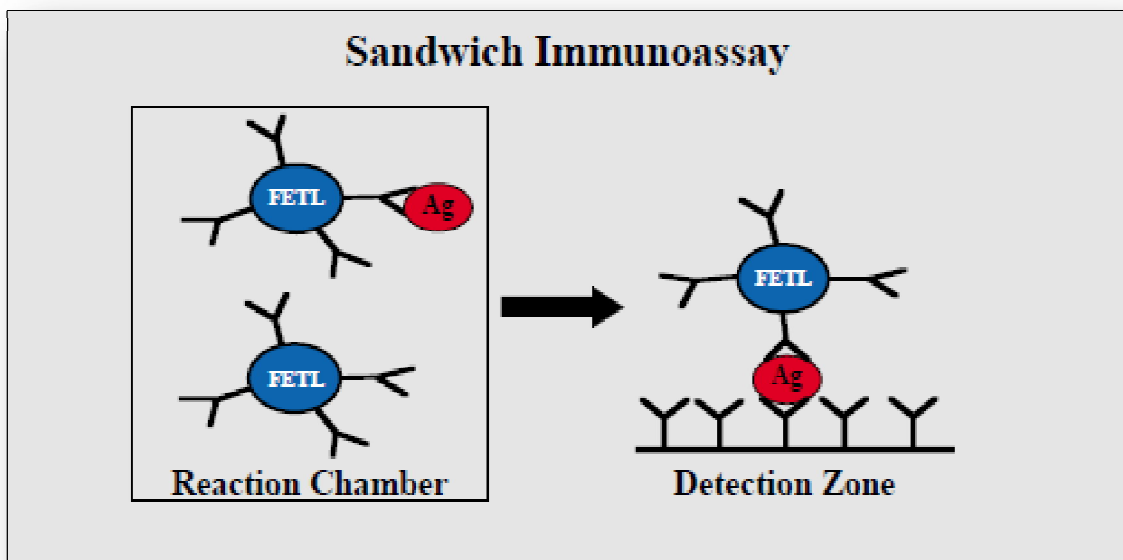 Sandwich Immunoassay
FETL
Ag
FETL
Reaction Chamber
FETL
Ag
Detection Zone